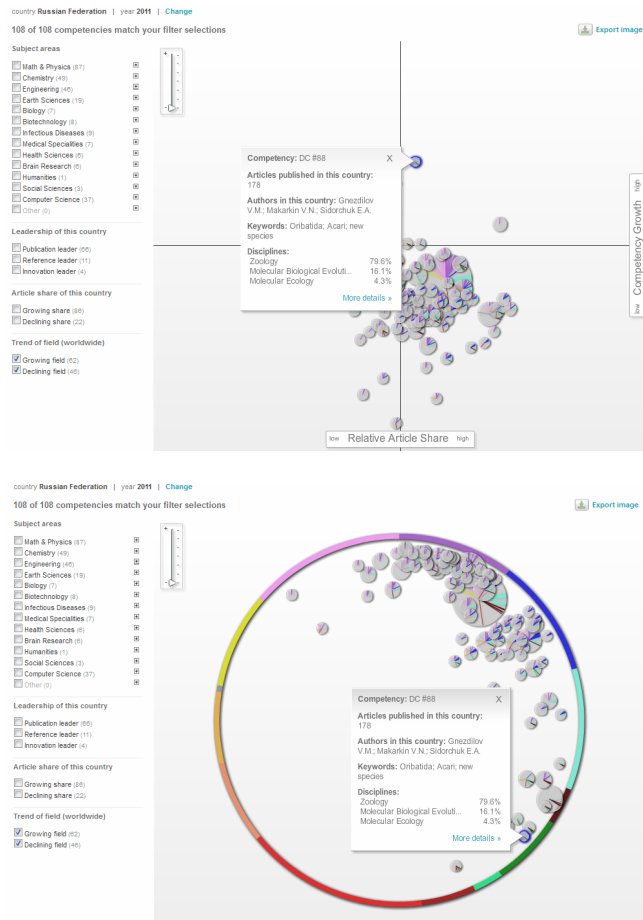 country Russian Federation | year 2011 | Change
108 of 108 competencies match your filter selections
Export image
Subject areas
Math & Physics (87)
Chemistry (49)
Engineering (46)
Earth Sciences (19)
Biology (7)
Biotechnology (8)
Infectious Diseases (9)
Medical Specialities (7)
Health Sciences (6)
Brain Research (6)
Humanities (1)
Social Sciences (3)
Computer Science (37)
Other (0)
Leadership of this country
Publication leader (66)
Reference leader (11)
Innovation leader (4)
Article share of this country
Growing share (86)
Declining share (22)
Trend of field (worldwide)
Growing field (62)
Declining field (46)
Competency: DC #88 X
Articles published in this country:
178
Authors in this country: Gnezdilov
V.M.; Makarkin V.N.; Sidorchuk E.A.
Keywords: Oribatida; Acari; new
species
Disciplines:
Zoology 79.6%
Molecular Biological Evoluti... 16.1%
Molecular Ecology 4.3%
More details »
low Competency Growth high
low Relative Article Share high
country Russian Federation | year 2011 | Change
108 of 108 competencies match your filter selections
Export image
Subject areas
Math & Physics (87)
Chemistry (49)
Engineering (46)
Earth Sciences (19)
Biology (7)
Biotechnology (8)
Infectious Diseases (9)
Medical Specialities (7)
Health Sciences (6)
Brain Research (6)
Humanities (1)
Social Sciences (3)
Computer Science (37)
Other (0)
Leadership of this country
Publication leader (66)
Reference leader (11)
Innovation leader (4)
Article share of this country
Growing share (86)
Declining share (22)
Trend of field (worldwide)
Growing field (62)
Declining field (46)
Competency: DC #88 X
Articles published in this country:
178
Authors in this country: Gnezdilov
V.M.; Makarkin V.N.; Sidorchuk E.A.
Keywords: Oribatida; Acari; new
species
Disciplines:
Zoology 79.6%
Molecular Biological Evoluti... 16.1%
Molecular Ecology 4.3%
More details »